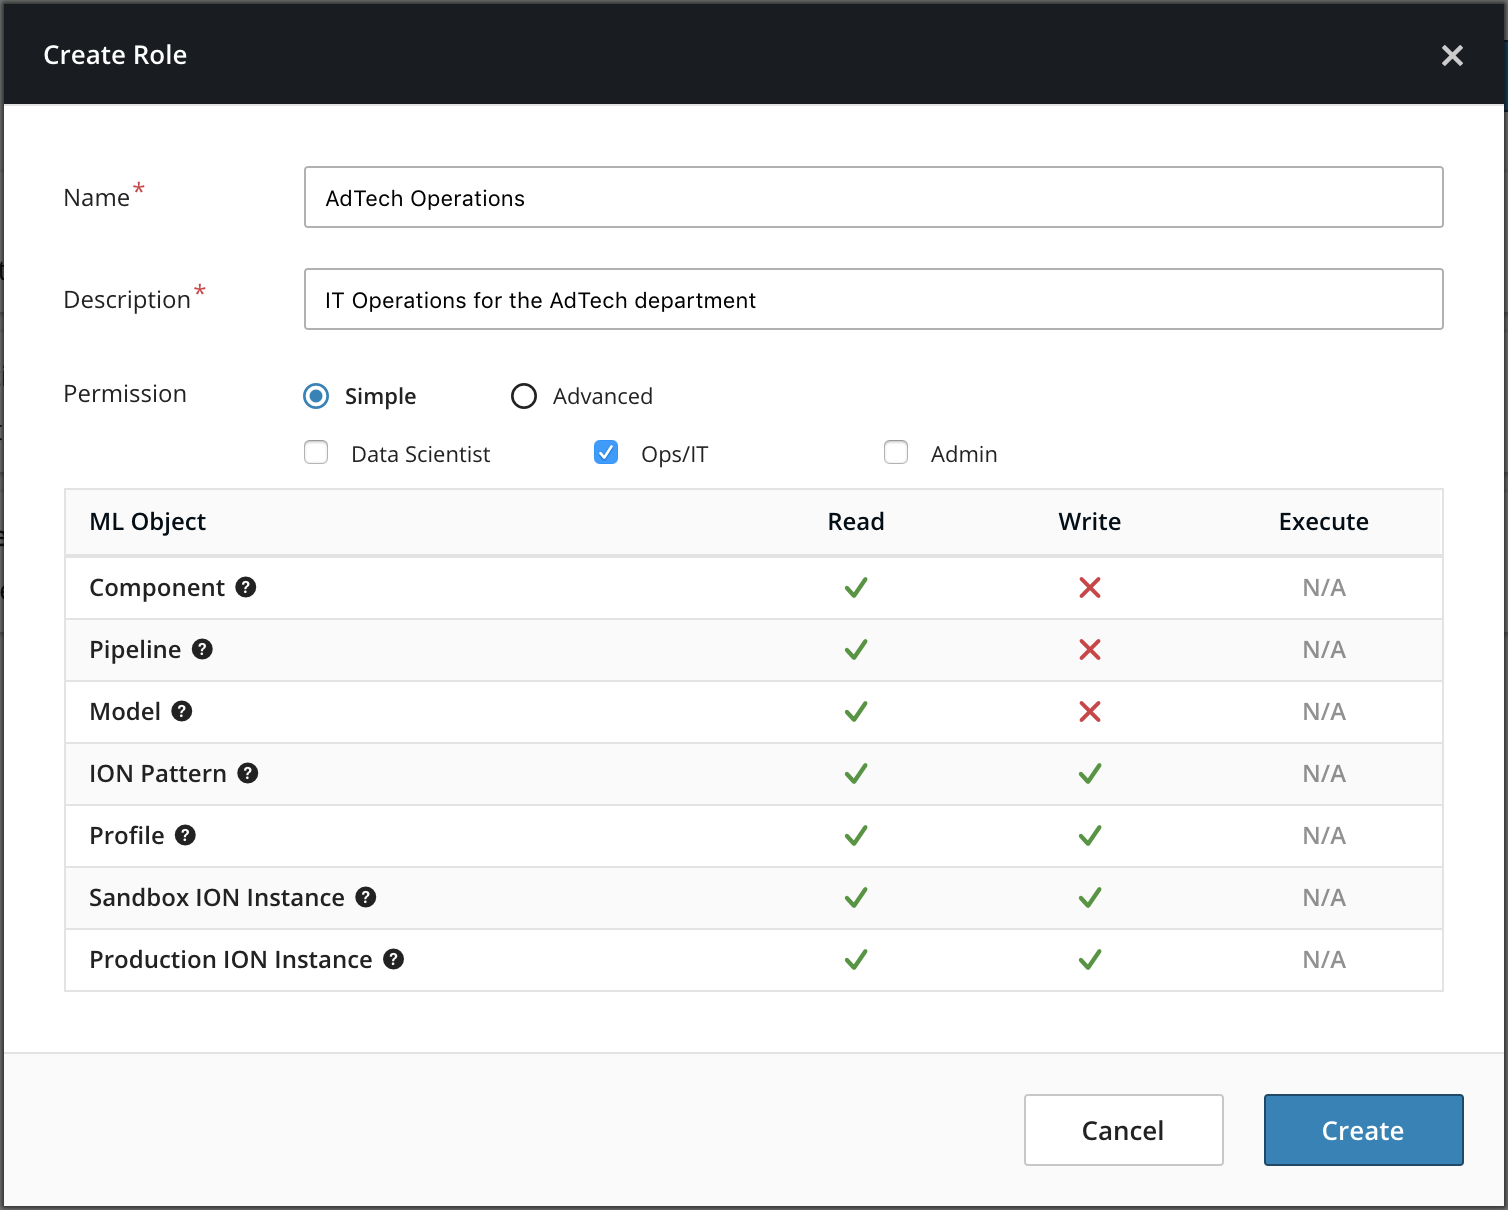 Create Role
Name*
AdTech Operations
Description*
IT Operations for the AdTech department
Permission
Simple Advanced
Data Scientist Ops/IT Admin
ML Object Read Write Execute
Component ? N/A
Pipeline ? N/A
Model ? N/A
ION Pattern ? N/A
Profile ? N/A
Sandbox ION Instance ? N/A
Production ION Instance ? N/A
Cancel Create